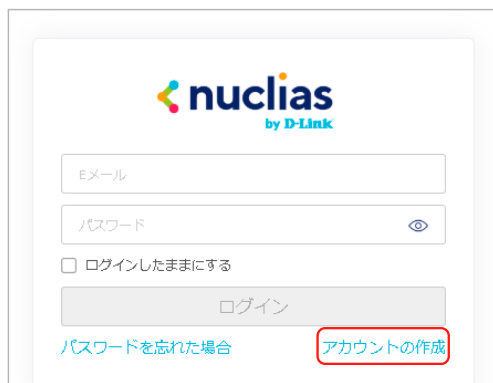 nuclias
by D-Link
Eメール
パスワード
ログインしたままにする
ログイン
パスワードを忘れた場合 アカウントの作成